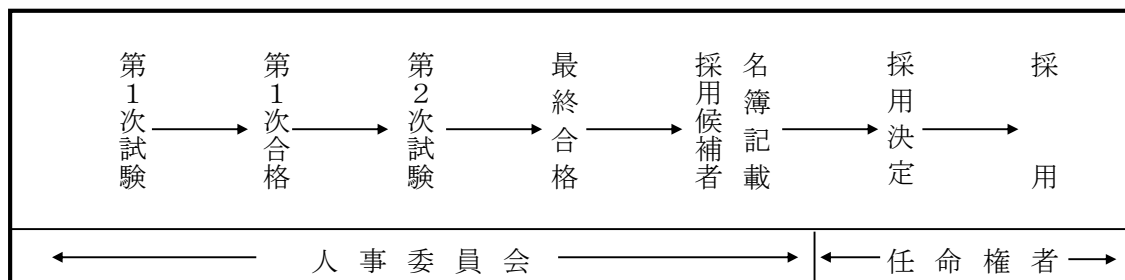 第１次試験
第１次合格
第２次試験
最終合格
採用候補者
名簿記載
採用決定
採用
人事委員会
任命権者